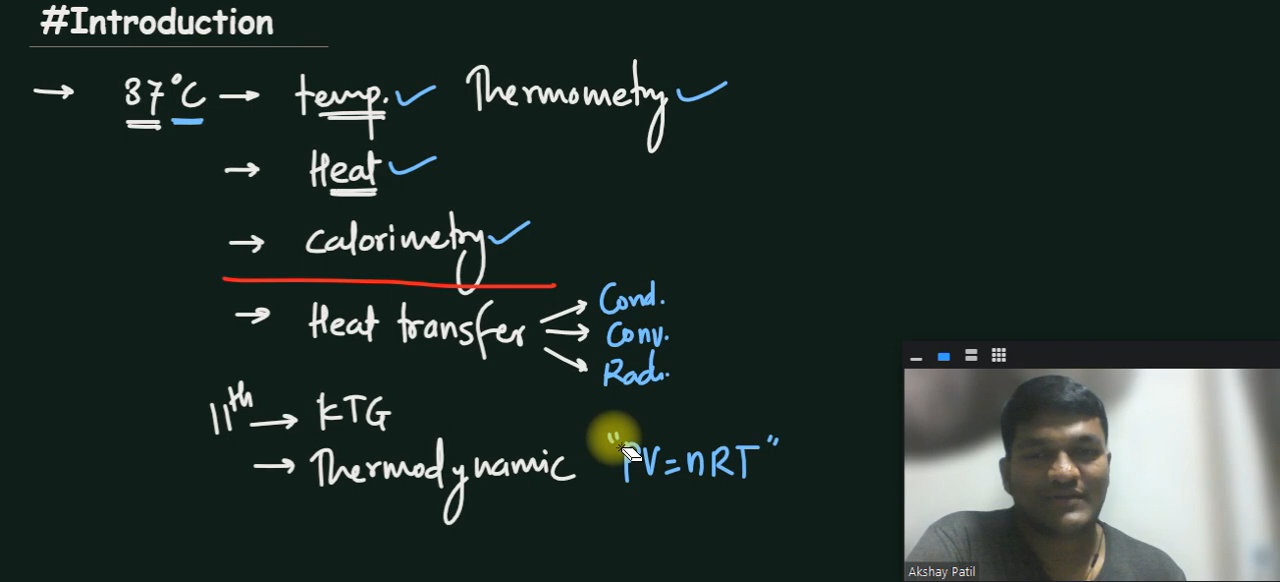 #Introduction
→ 37°C → temp. ✓ Thermometry ✓
→ Heat ✓
→ Calorimetry ✓
→ Heat transfer → Cond.
→ Conv.
→ Rad.
11th → KTG
→ Thermodynamic "PV=nRT"
Akshay Patil